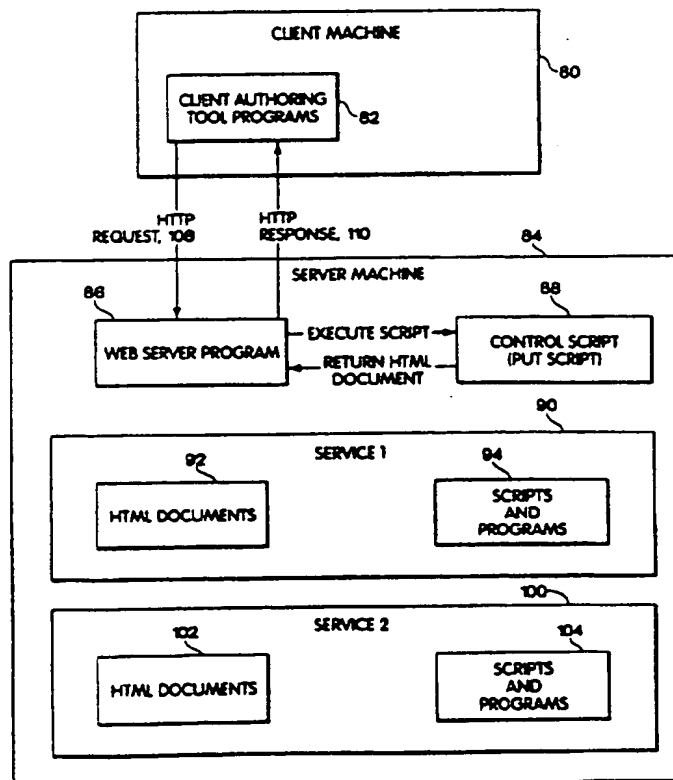 CLIENT MACHINE
80
CLIENT AUTHORING
TOOL PROGRAMS
82
HTTP
REQUEST, 108
HTTP
RESPONSE, 110
84
SERVER MACHINE
86
88
WEB SERVER PROGRAM
EXECUTE SCRIPT
RETURN HTML
DOCUMENT
CONTROL SCRIPT
(PUT SCRIPT)
90
SERVICE 1
92
94
HTML DOCUMENTS
SCRIPTS
AND
PROGRAMS
100
SERVICE 2
102
104
HTML DOCUMENTS
SCRIPTS
AND
PROGRAMS